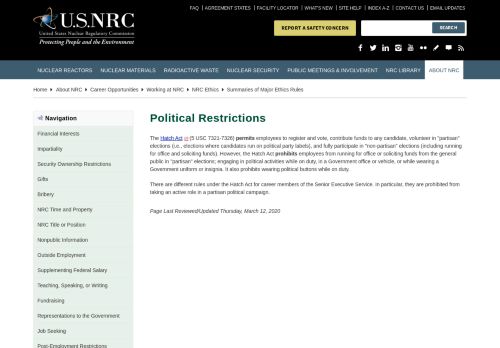 FAQ | AGREEMENT STATES | FACILITY LOCATOR | WHAT'S NEW | SITE HELP | INDEX A-Z | CONTACT US | EMAIL UPDATES
U.S.NRC
United States Nuclear Regulatory Commission
Protecting People and the Environment
REPORT A SAFETY CONCERN
SEARCH
NUCLEAR REACTORS NUCLEAR MATERIALS RADIOACTIVE WASTE NUCLEAR SECURITY PUBLIC MEETINGS & INVOLVEMENT NRC LIBRARY ABOUT NRC
Home About NRC Career Opportunities Working at NRC NRC Ethics Summaries of Major Ethics Rules
Navigation
Financial Interests
Impartiality
Security Ownership Restrictions
Gifts
Bribery
NRC Time and Property
NRC Title or Position
Nonpublic Information
Outside Employment
Supplementing Federal Salary
Teaching, Speaking, or Writing
Fundraising
Representations to the Government
Job Seeking
Post-Employment Restrictions
Political Restrictions
The Hatch Act (5 USC 7321-7326) permits employees to register and vote, contribute funds to any candidate, volunteer in "partisan"
elections (i.e., elections where candidates run on political party labels), and fully participate in "non-partisan" elections (including running
for office and soliciting funds). However, the Hatch Act prohibits employees from running for office or soliciting funds from the general
public in "partisan" elections; engaging in political activities while on duty, in a Government office or vehicle, or while wearing a
Government uniform or insignia. It also prohibits wearing political buttons while on duty.
There are different rules under the Hatch Act for career members of the Senior Executive Service. In particular, they are prohibited from
taking an active role in a partisan political campaign.
Page Last Reviewed/Updated Thursday, March 12, 2020